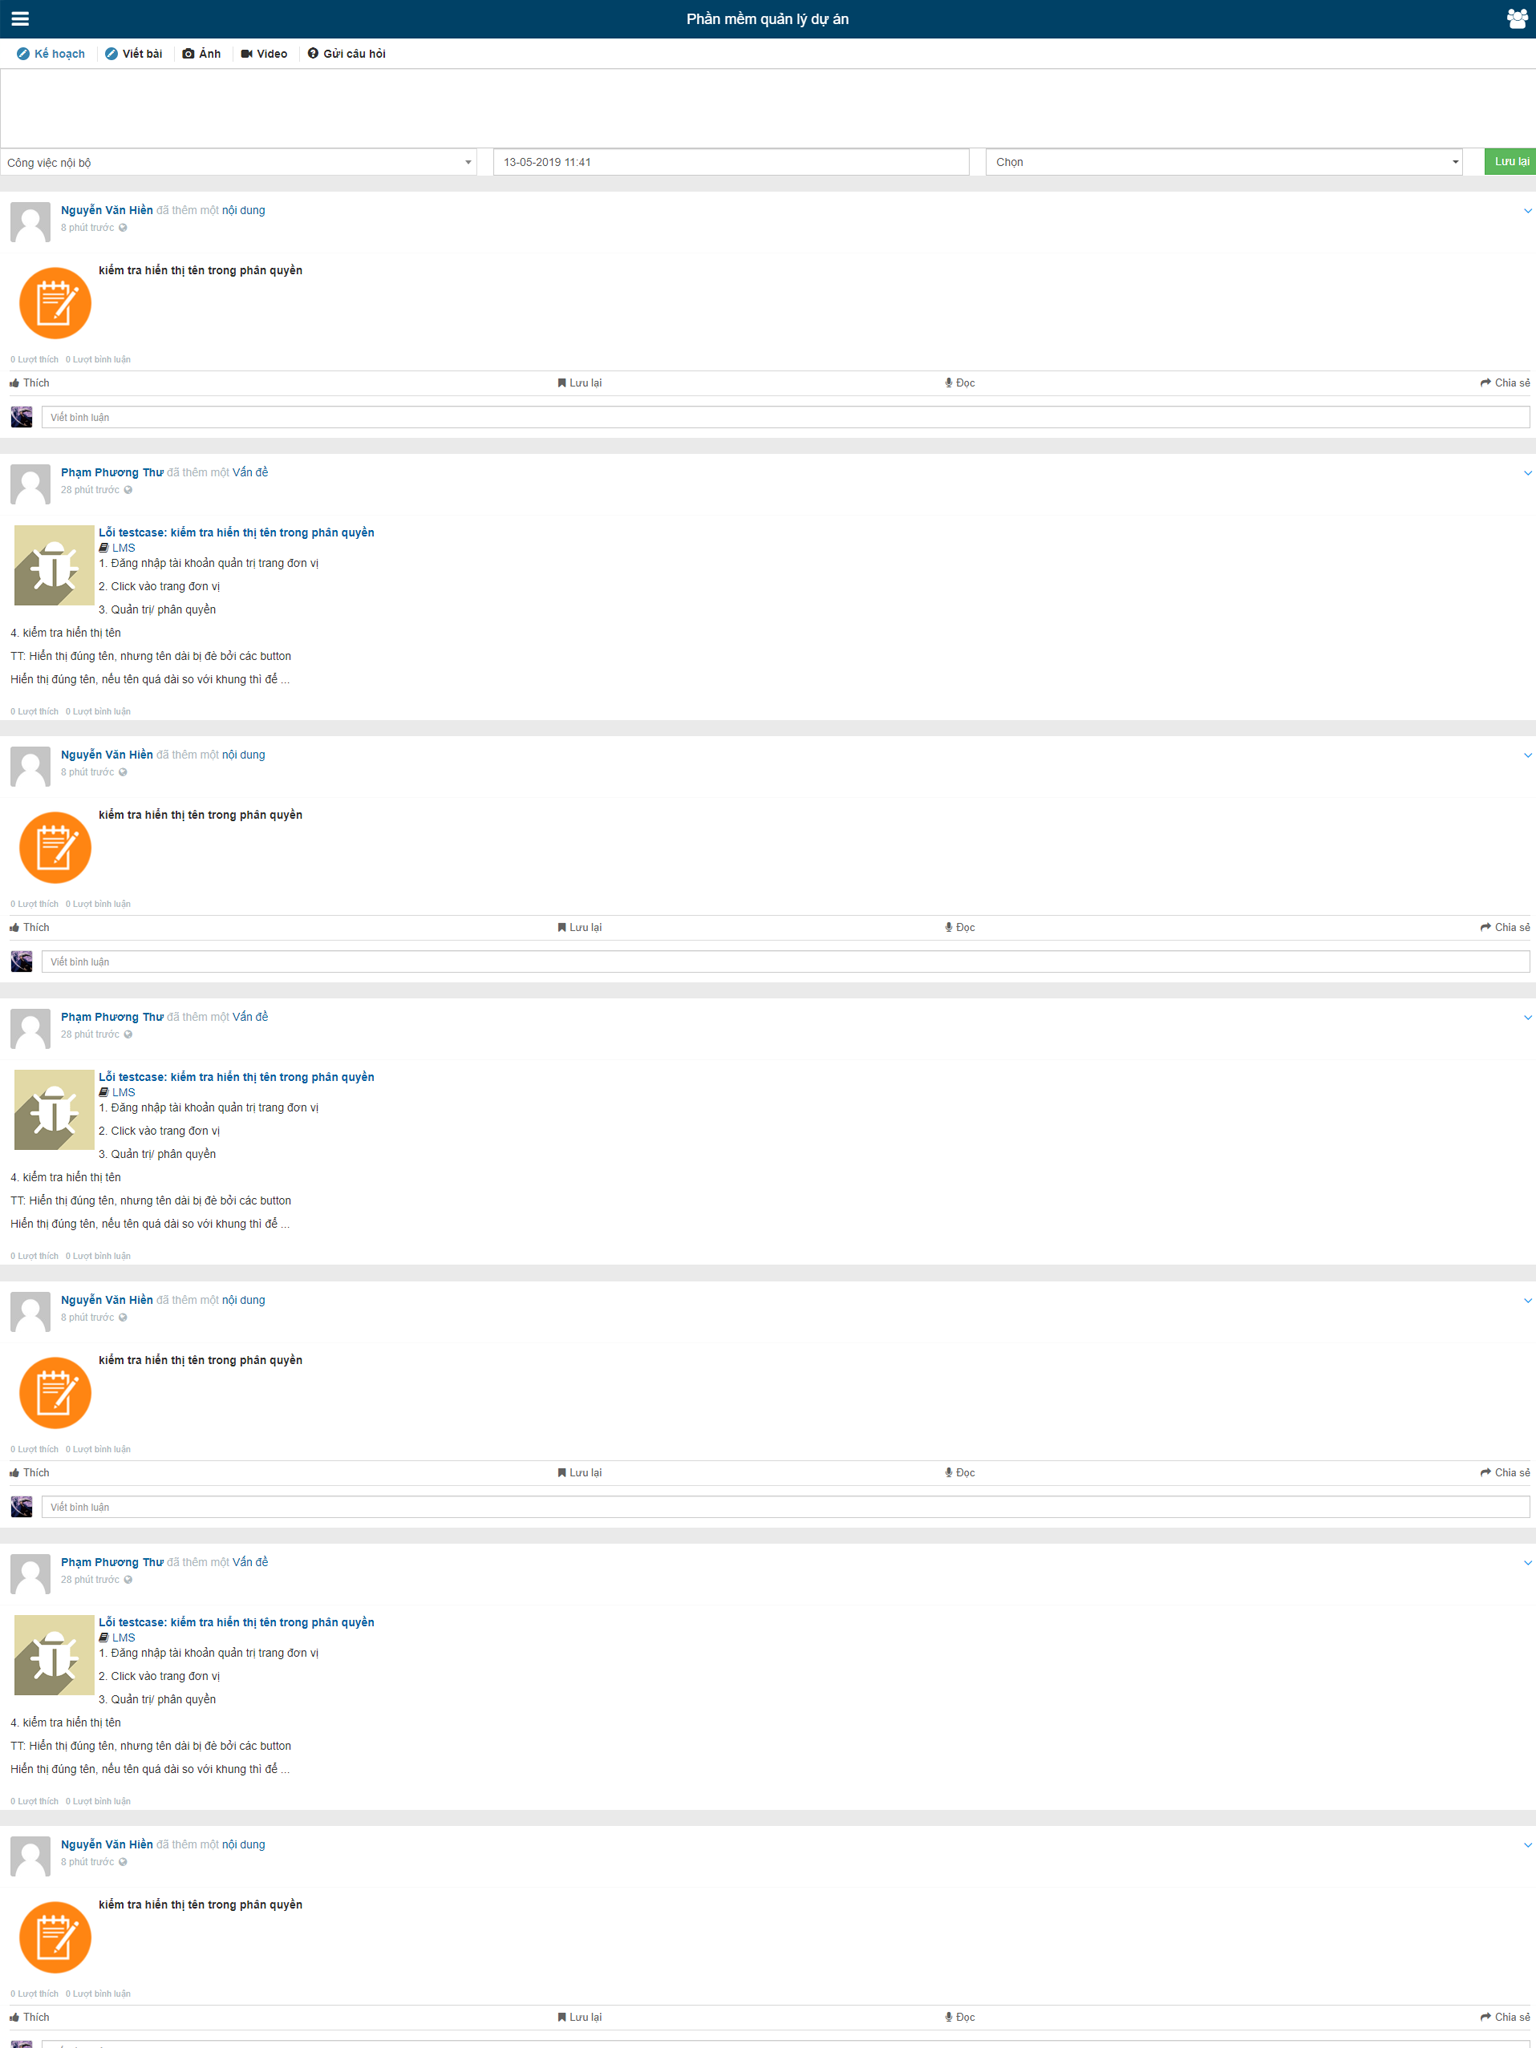 Phần mềm quản lý dự án
Kế hoạch Viết bài Ảnh Video Gửi câu hỏi
Công việc nội bộ 13-05-2019 11:41 Chọn Lưu lại
Nguyễn Văn Hiền đã thêm một nội dung
8 phút trước
kiểm tra hiển thị tên trong phân quyền
0 Lượt thích 0 Lượt bình luận
Thích Lưu lại Đọc Chia sẻ
Viết bình luận
Phạm Phương Thư đã thêm một Vấn đề
28 phút trước
Lỗi testcase: kiểm tra hiển thị tên trong phân quyền
LMS
1. Đăng nhập tài khoản quản trị trang đơn vị
2. Click vào trang đơn vị
3. Quản trị/ phân quyền
4. kiểm tra hiển thị tên
TT: Hiển thị đúng tên, nhưng tên dài bị đè bởi các button
Hiển thị đúng tên, nếu tên quá dài so với khung thì để ...
0 Lượt thích 0 Lượt bình luận
Nguyễn Văn Hiền đã thêm một nội dung
8 phút trước
kiểm tra hiển thị tên trong phân quyền
0 Lượt thích 0 Lượt bình luận
Thích Lưu lại Đọc Chia sẻ
Viết bình luận
Phạm Phương Thư đã thêm một Vấn đề
28 phút trước
Lỗi testcase: kiểm tra hiển thị tên trong phân quyền
LMS
1. Đăng nhập tài khoản quản trị trang đơn vị
2. Click vào trang đơn vị
3. Quản trị/ phân quyền
4. kiểm tra hiển thị tên
TT: Hiển thị đúng tên, nhưng tên dài bị đè bởi các button
Hiển thị đúng tên, nếu tên quá dài so với khung thì để ...
0 Lượt thích 0 Lượt bình luận
Nguyễn Văn Hiền đã thêm một nội dung
8 phút trước
kiểm tra hiển thị tên trong phân quyền
0 Lượt thích 0 Lượt bình luận
Thích Lưu lại Đọc Chia sẻ
Viết bình luận
Phạm Phương Thư đã thêm một Vấn đề
28 phút trước
Lỗi testcase: kiểm tra hiển thị tên trong phân quyền
LMS
1. Đăng nhập tài khoản quản trị trang đơn vị
2. Click vào trang đơn vị
3. Quản trị/ phân quyền
4. kiểm tra hiển thị tên
TT: Hiển thị đúng tên, nhưng tên dài bị đè bởi các button
Hiển thị đúng tên, nếu tên quá dài so với khung thì để ...
0 Lượt thích 0 Lượt bình luận
Nguyễn Văn Hiền đã thêm một nội dung
8 phút trước
kiểm tra hiển thị tên trong phân quyền
0 Lượt thích 0 Lượt bình luận
Thích Lưu lại Đọc Chia sẻ